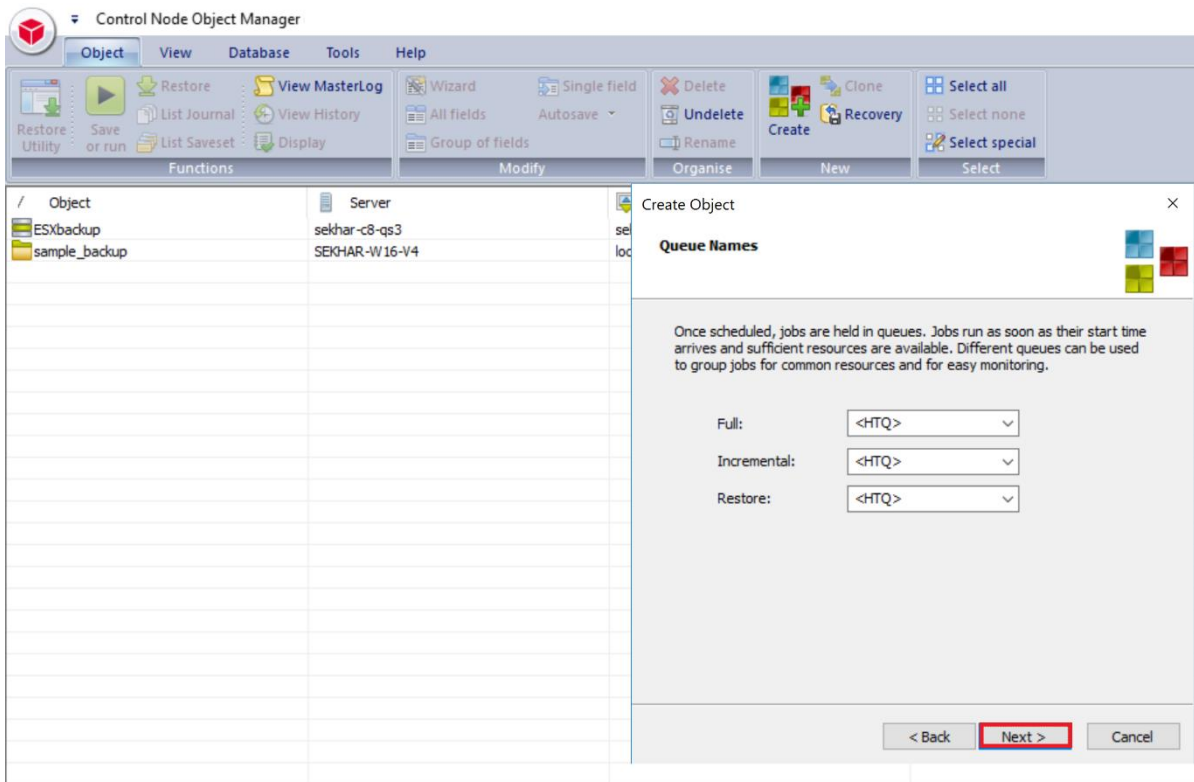 Control Node Object Manager
Object View Database Tools Help
Restore Utility
Save or run
Restore
List Journal
List Saveset
View MasterLog
View History
Display
Functions
Wizard
All fields
Group of fields
Single field
Autosave
Modify
Delete
Undelete
Rename
Organise
Create
Clone
Recovery
New
Select all
Select none
Select special
Select
/ Object Server
ESXbackup sekhar-c8-qs3 sel
sample_backup SEKHAR-W16-V4 loc
Create Object
Queue Names
Once scheduled, jobs are held in queues. Jobs run as soon as their start time
arrives and sufficient resources are available. Different queues can be used
to group jobs for common resources and for easy monitoring.
Full: <HTQ>
Incremental: <HTQ>
Restore: <HTQ>
< Back Next > Cancel